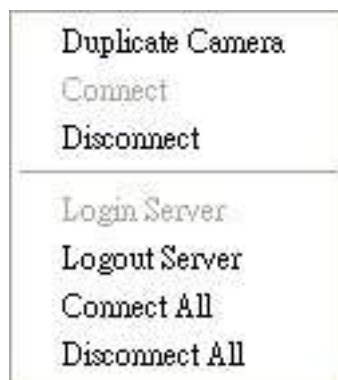 Duplicate Camera
Connect
Disconnect
Login Server
Logout Server
Connect All
Disconnect All